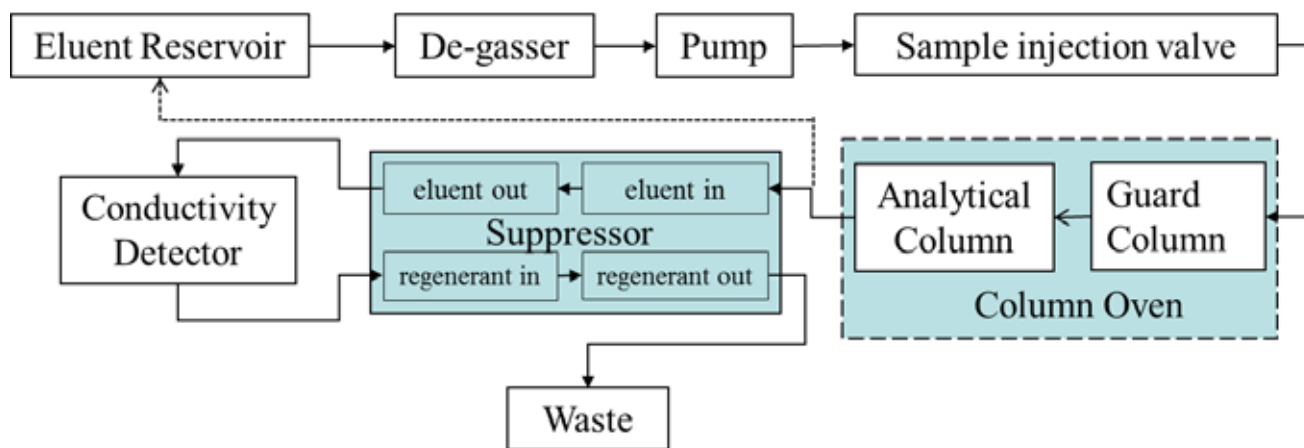 Eluent Reservoir
De-gasser
Pump
Sample injection valve
Conductivity
Detector
eluent out
eluent in
Suppressor
regenerant in
regenerant out
Analytical
Column
Guard
Column
Column Oven
Waste